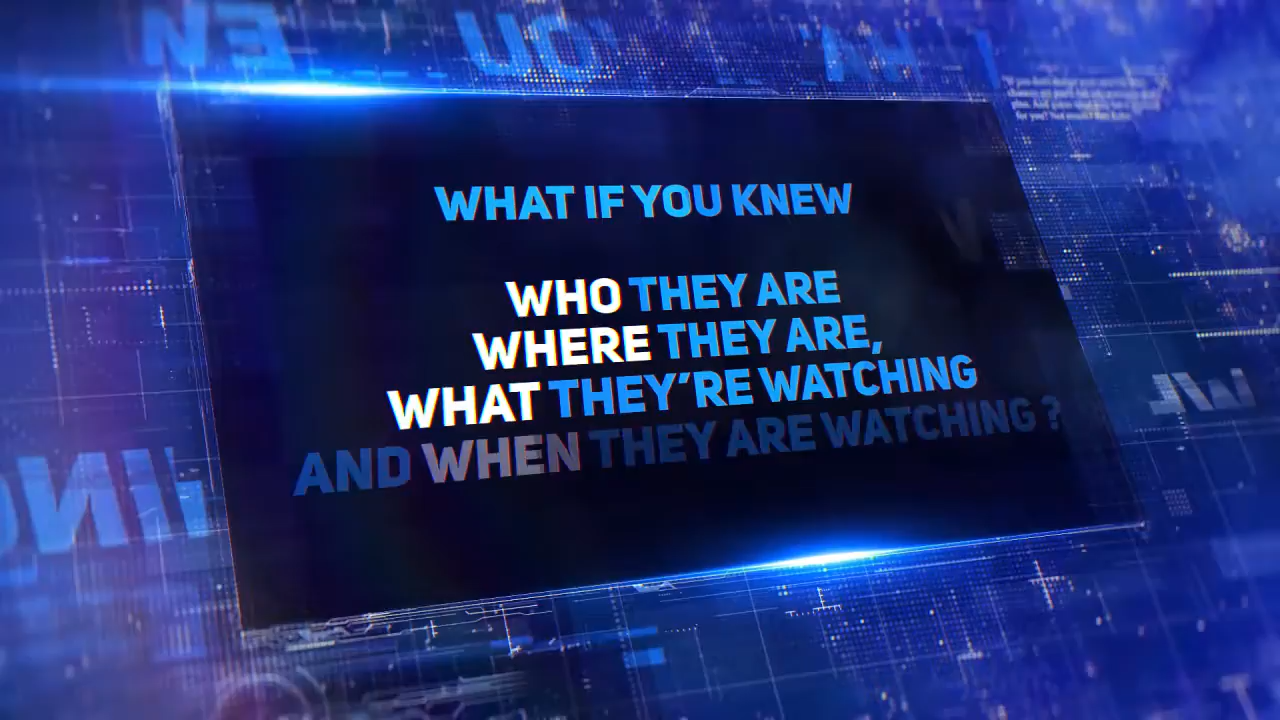 WHAT IF YOU KNEW
WHO THEY ARE
WHERE THEY ARE,
WHAT THEY'RE WATCHING
AND WHEN THEY ARE WATCHING ?